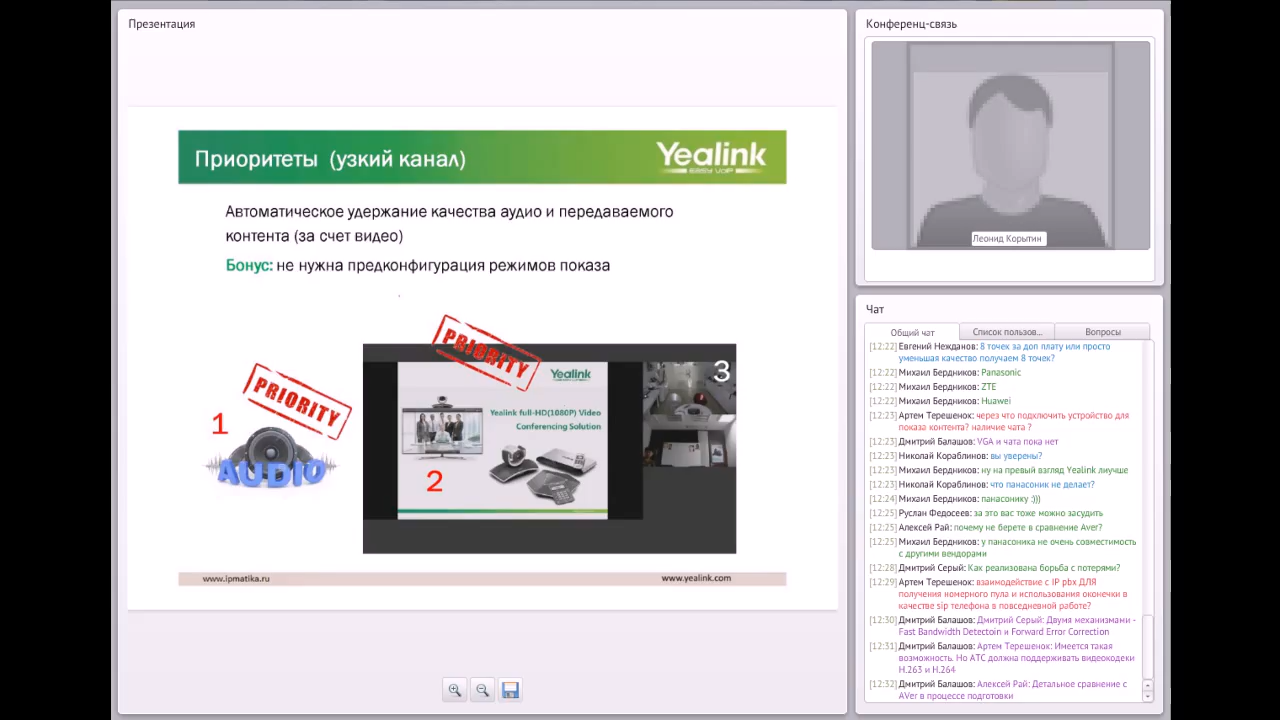 Презентация
Приоритеты (узкий канал)
Yealink
EASY VOIP
Автоматическое удержание качества аудио и передаваемого
контента (за счет видео)
Бонус: не нужна предконфигурация режимов показа
PRIORITY
1
AUDIO
PRIORITY
Yealink
Yealink full-HD(1080P) Video
Conferencing Solution
2
3
www.ipmatika.ru
www.yealink.com
Конференц-связь
Леонид Корытин
Чат
Общий чат
Список пользов...
Вопросы
[12:22] Евгений Нежданов: 8 точек за доп плату или просто
уменьшая качество получаем 8 точек?
[12:22] Михаил Бердников: Panasonic
[12:22] Михаил Бердников: ZTE
[12:22] Михаил Бердников: Huawei
[12:23] Артем Терешенок: через что подключить устройство для
показа контента? наличие чата ?
[12:23] Дмитрий Балашов: VGA и чата пока нет
[12:23] Николай Кораблинов: вы уверены?
[12:23] Михаил Бердников: ну на превый взгляд Yealink лиучше
[12:23] Николай Кораблинов: что панасоник не делает?
[12:24] Михаил Бердников: панасонику :)))
[12:25] Руслан Федосеев: за это вас тоже можно засудить
[12:25] Алексей Рай: почему не берете в сравнение Aver?
[12:25] Михаил Бердников: у панасоника не очень совместимость
с другими вендорами
[12:28] Дмитрий Серый: Как реализована борьба с потерями?
[12:29] Артем Терешенок: взаимодействие с IP pbx ДЛЯ
получения номерного пула и использования оконечки в
качестве sip телефона в повседневной работе?
[12:30] Дмитрий Балашов: Дмитрий Серый: Двумя механизмами -
Fast Bandwidth Detectoin и Forward Error Correction
[12:31] Дмитрий Балашов: Артем Терешенок: Имеется такая
возможность. Но АТС должна поддерживать видеокодеки
H.263 и H.264
[12:32] Дмитрий Балашов: Алексей Рай: Детальное сравнение с
AVer в процессе подготовки